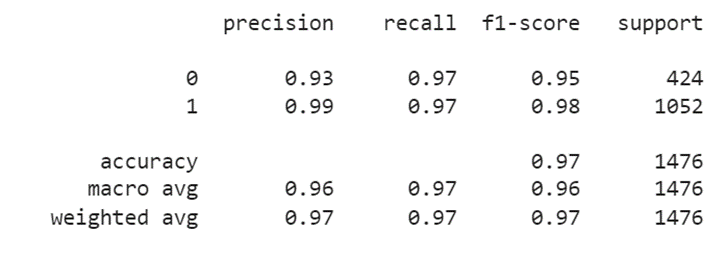 precision recall f1-score support
0 0.93 0.97 0.95 424
1 0.99 0.97 0.98 1052
accuracy 0.97 1476
macro avg 0.96 0.97 0.96 1476
weighted avg 0.97 0.97 0.97 1476